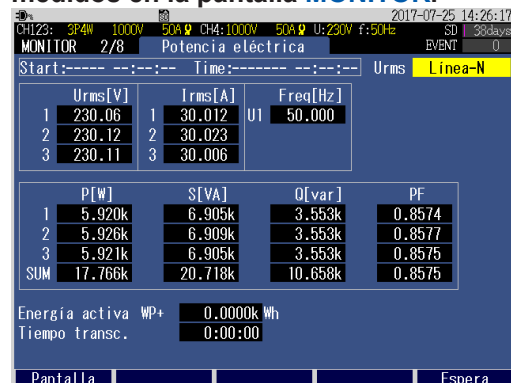 medidos en la pantalla MONITOR.
2017-07-25 14:26:17
CH123: 3P4W 1000V 50A CH4:1000V 50A U:230V f:50Hz SD 38days
MONITOR 2/8 Potencia eléctrica EVENT 0
Start:----- --:-- Time:------- --:--:-- Urms Línea-N
Urms[V] Irms[A] Freq[Hz]
1 230.06 1 30.012 U1 50.000
2 230.12 2 30.023
3 230.11 3 30.006
P[W] S[VA] Q[var] PF
1 5.920k 6.905k 3.553k 0.8574
2 5.926k 6.909k 3.553k 0.8577
3 5.921k 6.905k 3.553k 0.8575
SUM 17.766k 20.718k 10.658k 0.8575
Energía activa WP+ 0.0000k Wh
Tiempo transc. 0:00:00
Pantalla Espera